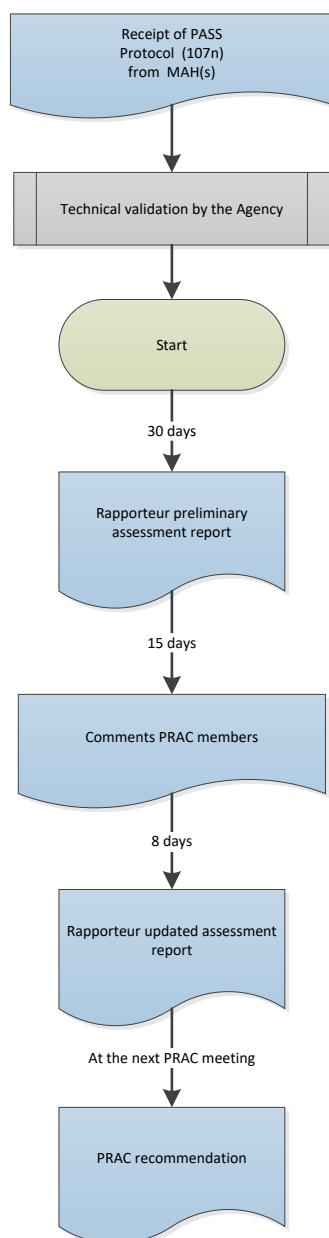 Receipt of PASS
Protocol (107n)
from MAH(s)
Technical validation by the Agency
Start
30 days
Rapporteur preliminary
assessment report
15 days
Comments PRAC members
8 days
Rapporteur updated assessment
report
At the next PRAC meeting
PRAC recommendation